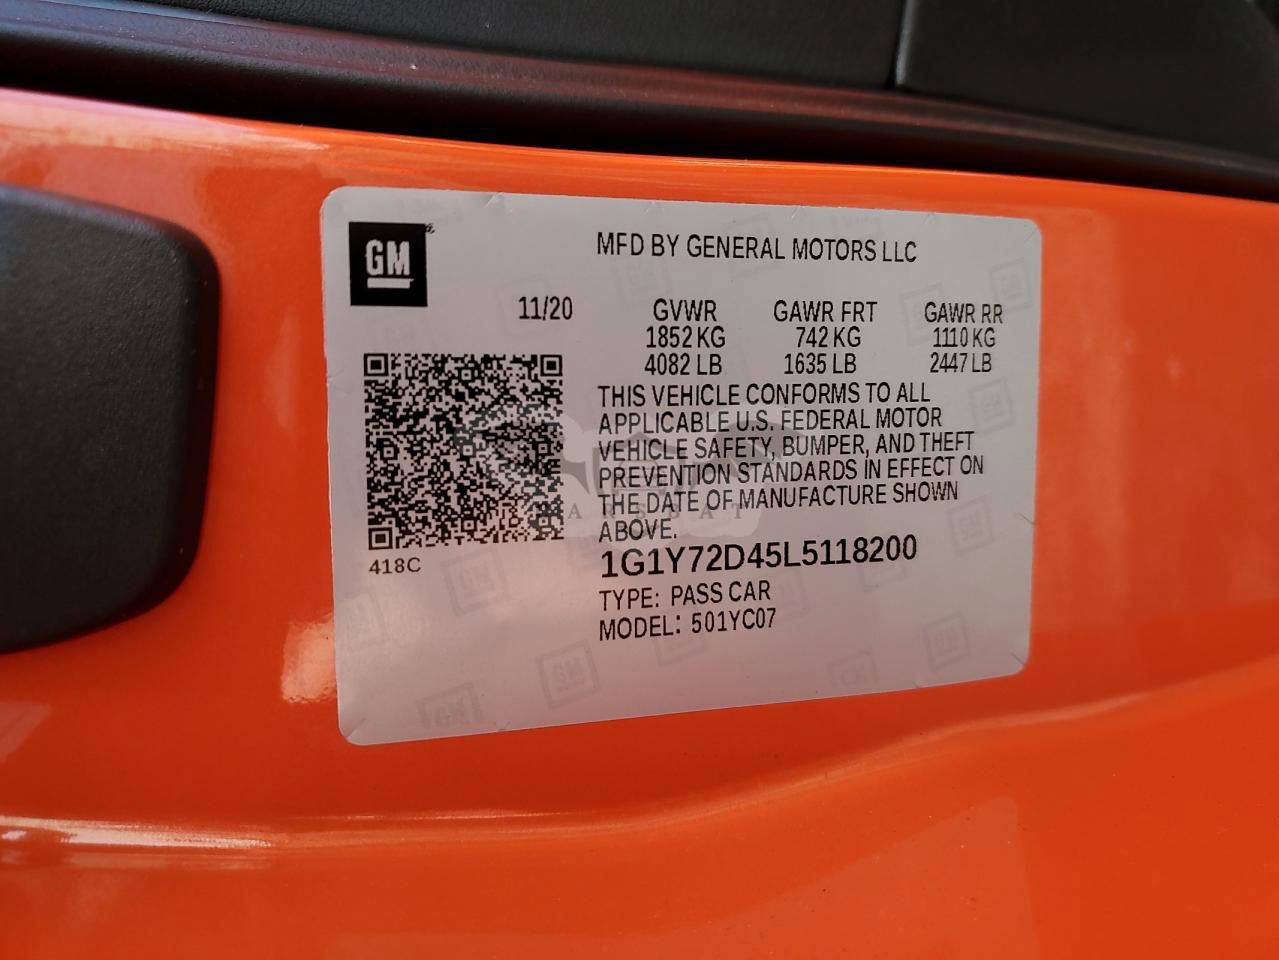 GM
MFD BY GENERAL MOTORS LLC
11/20 GVWR GAWR FRT GAWR RR
1852 KG 742 KG 1110 KG
4082 LB 1635 LB 2447 LB
THIS VEHICLE CONFORMS TO ALL
APPLICABLE U.S. FEDERAL MOTOR
VEHICLE SAFETY, BUMPER, AND THEFT
PREVENTION STANDARDS IN EFFECT ON
THE DATE OF MANUFACTURE SHOWN
ABOVE.
418C
1G1Y72D45L5118200
TYPE: PASS CAR
MODEL: 501YC07